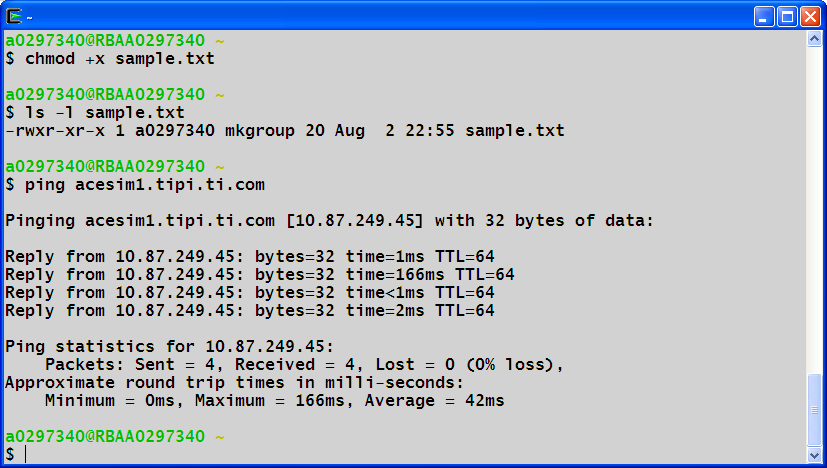 ~
a0297340@RBAA0297340 ~
$ chmod +x sample.txt
a0297340@RBAA0297340 ~
$ ls -l sample.txt
-rwxr-xr-x 1 a0297340 mkgroup 20 Aug  2 22:55 sample.txt
a0297340@RBAA0297340 ~
$ ping acesim1.tipi.ti.com
Pinging acesim1.tipi.ti.com [10.87.249.45] with 32 bytes of data:
Reply from 10.87.249.45: bytes=32 time=1ms TTL=64
Reply from 10.87.249.45: bytes=32 time=166ms TTL=64
Reply from 10.87.249.45: bytes=32 time<1ms TTL=64
Reply from 10.87.249.45: bytes=32 time=2ms TTL=64
Ping statistics for 10.87.249.45:
    Packets: Sent = 4, Received = 4, Lost = 0 (0% loss),
Approximate round trip times in milli-seconds:
    Minimum = 0ms, Maximum = 166ms, Average = 42ms
a0297340@RBAA0297340 ~
$